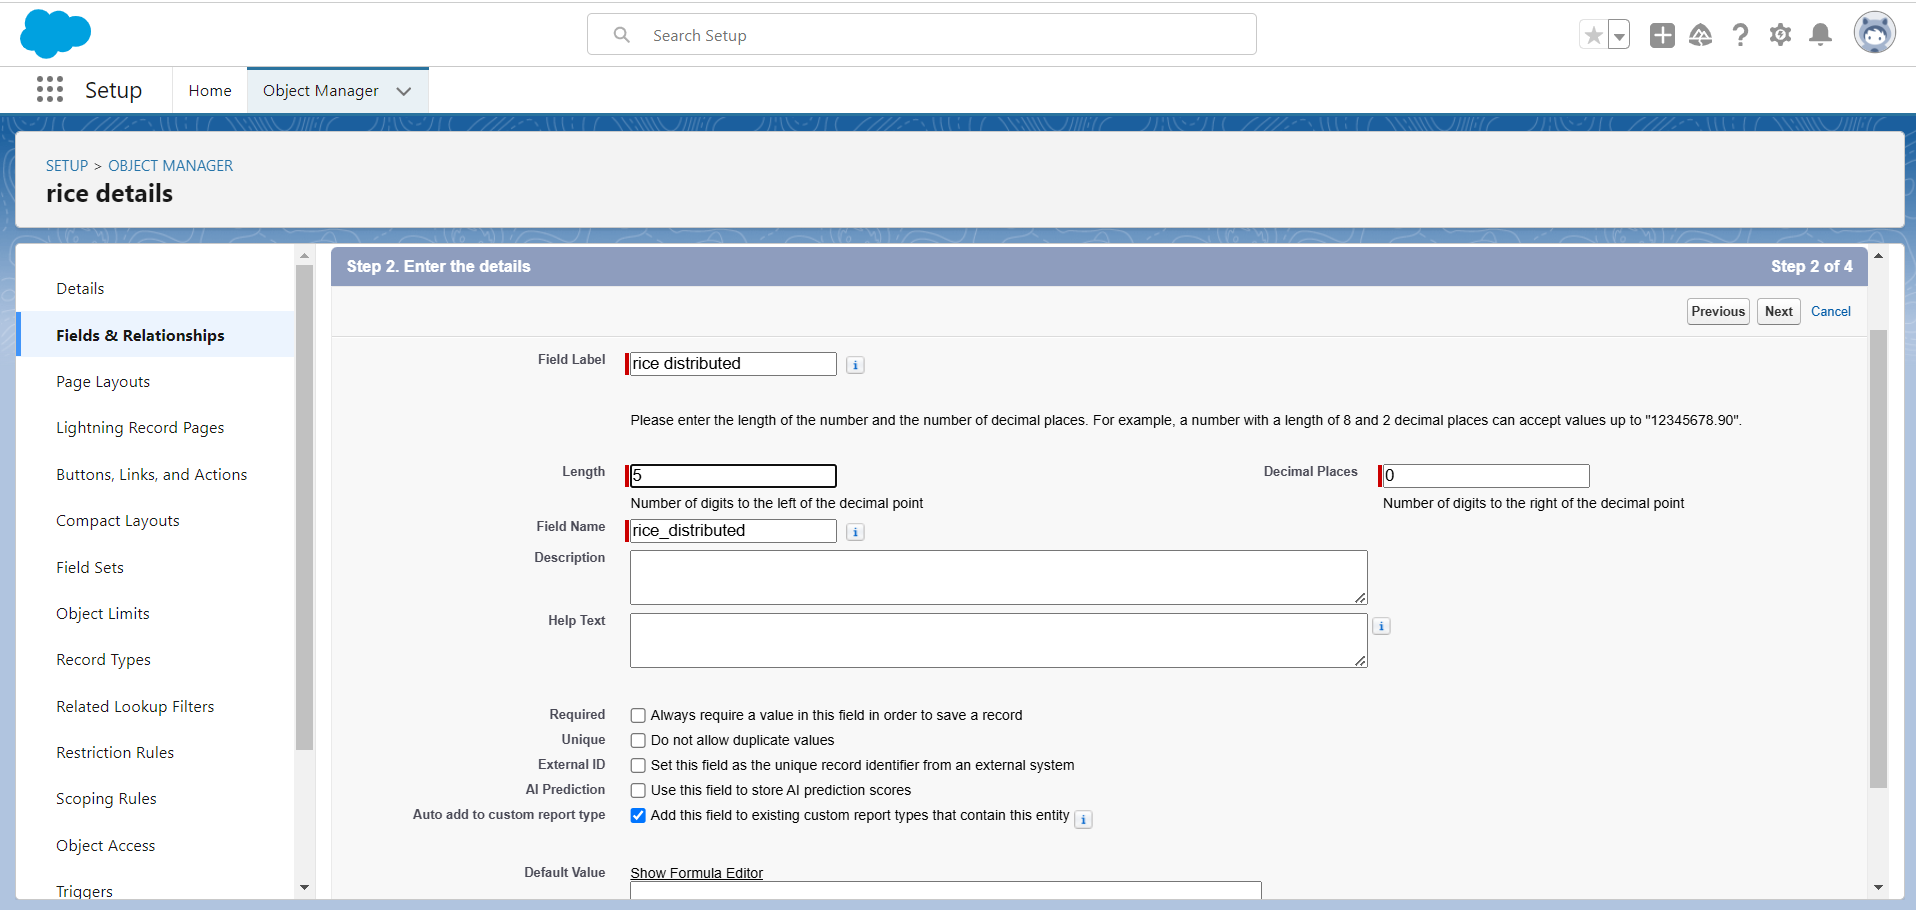 Search Setup
Setup
Home
Object Manager
SETUP > OBJECT MANAGER
rice details
Details
Fields & Relationships
Page Layouts
Lightning Record Pages
Buttons, Links, and Actions
Compact Layouts
Field Sets
Object Limits
Record Types
Related Lookup Filters
Restriction Rules
Scoping Rules
Object Access
Triggers
Step 2. Enter the details
Step 2 of 4
Previous
Next
Cancel
Field Label
rice distributed
Please enter the length of the number and the number of decimal places. For example, a number with a length of 8 and 2 decimal places can accept values up to "12345678.90".
Length
5
Decimal Places
0
Number of digits to the left of the decimal point
Number of digits to the right of the decimal point
Field Name
rice_distributed
Description
Help Text
Required
Always require a value in this field in order to save a record
Unique
Do not allow duplicate values
External ID
Set this field as the unique record identifier from an external system
AI Prediction
Use this field to store AI prediction scores
Auto add to custom report type
Add this field to existing custom report types that contain this entity
Default Value
Show Formula Editor